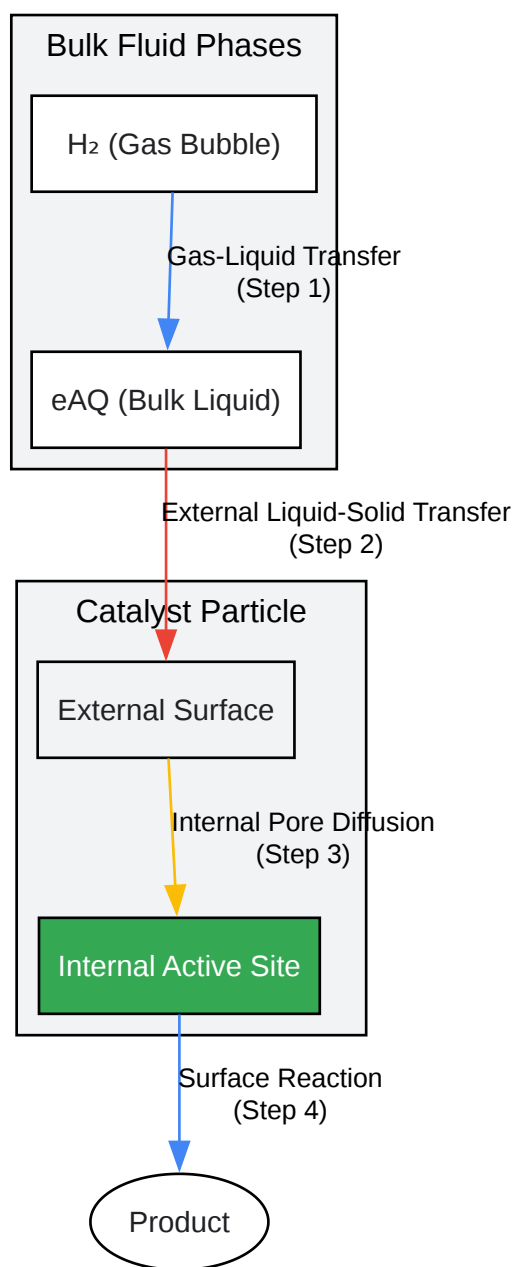 Bulk Fluid Phases
H₂ (Gas Bubble)
Gas-Liquid Transfer
(Step 1)
eAQ (Bulk Liquid)
External Liquid-Solid Transfer
(Step 2)
Catalyst Particle
External Surface
Internal Pore Diffusion
(Step 3)
Internal Active Site
Surface Reaction
(Step 4)
Product